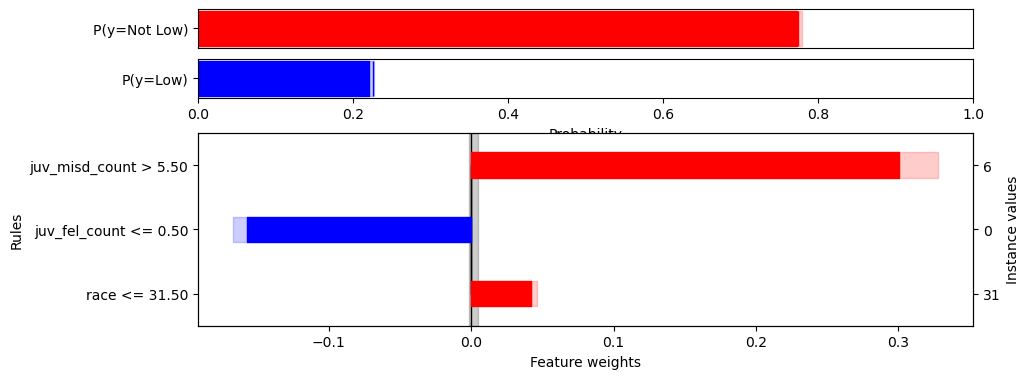 P(y=Not Low)
P(y=Low)
0.0 0.2 0.4 0.6 0.8 1.0
Probability
juv_misd_count > 5.50 6
juv_fel_count <= 0.50 0
race <= 31.50 31
Rules
Instance values
−0.1 0.0 0.1 0.2 0.3
Feature weights